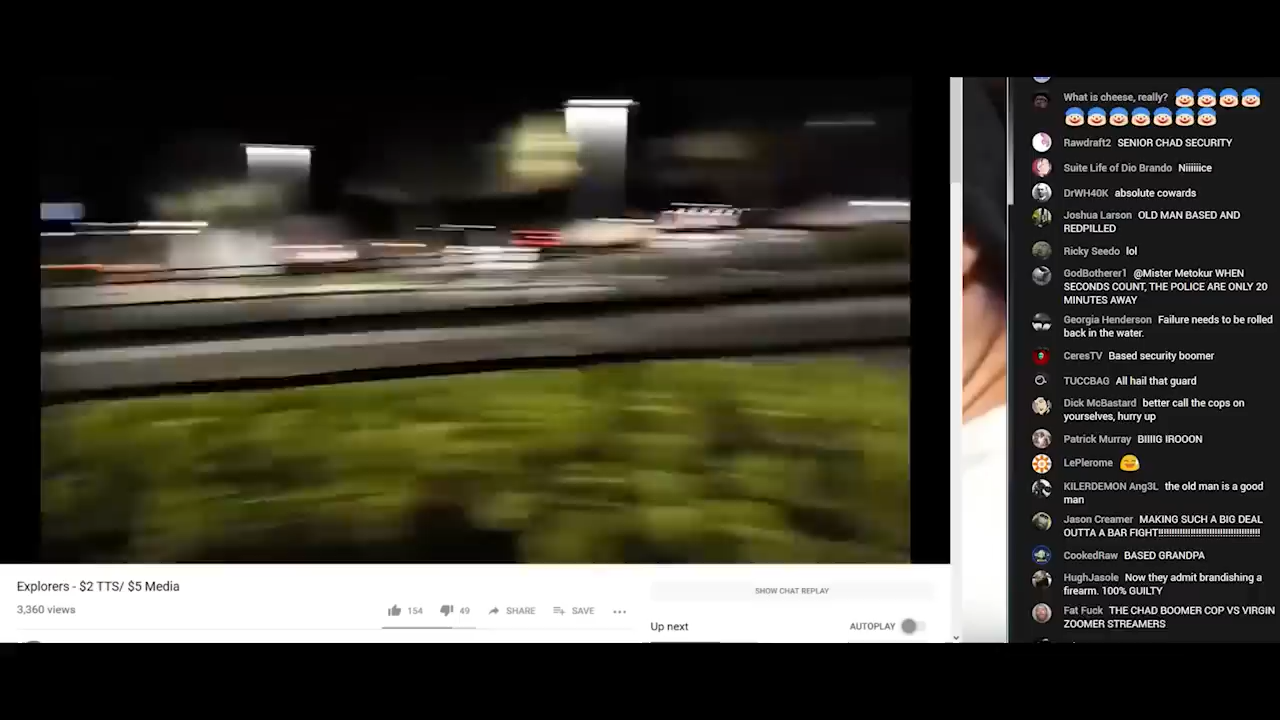 What is cheese, really?
Rawdraft2 SENIOR CHAD SECURITY
Suite Life of Dio Brando Niiiiiice
DrWH40K absolute cowards
Joshua Larson OLD MAN BASED AND
REDPILLED
Ricky Seedo lol
GodBotherer1 @Mister Metokur WHEN
SECONDS COUNT, THE POLICE ARE ONLY 20
MINUTES AWAY
Georgia Henderson Failure needs to be rolled
back in the water.
CeresTV Based security boomer
TUCCBAG All hail that guard
Dick McBastard better call the cops on
yourselves, hurry up
Patrick Murray BIIIIG IROOON
LePlerome
KILERDEMON Ang3L the old man is a good
man
Jason Creamer MAKING SUCH A BIG DEAL
OUTTA A BAR FIGHT!!!!!!!!!!!!!!!!!!!!!!!!!!!!!!!!!!
CookedRaw BASED GRANDPA
HughJasole Now they admit brandishing a
firearm. 100% GUILTY
Fat Fuck THE CHAD BOOMER COP VS VIRGIN
ZOOMER STREAMERS
Explorers - $2 TTS/ $5 Media
3,360 views
154 49 SHARE SAVE
SHOW CHAT REPLAY
Up next AUTOPLAY